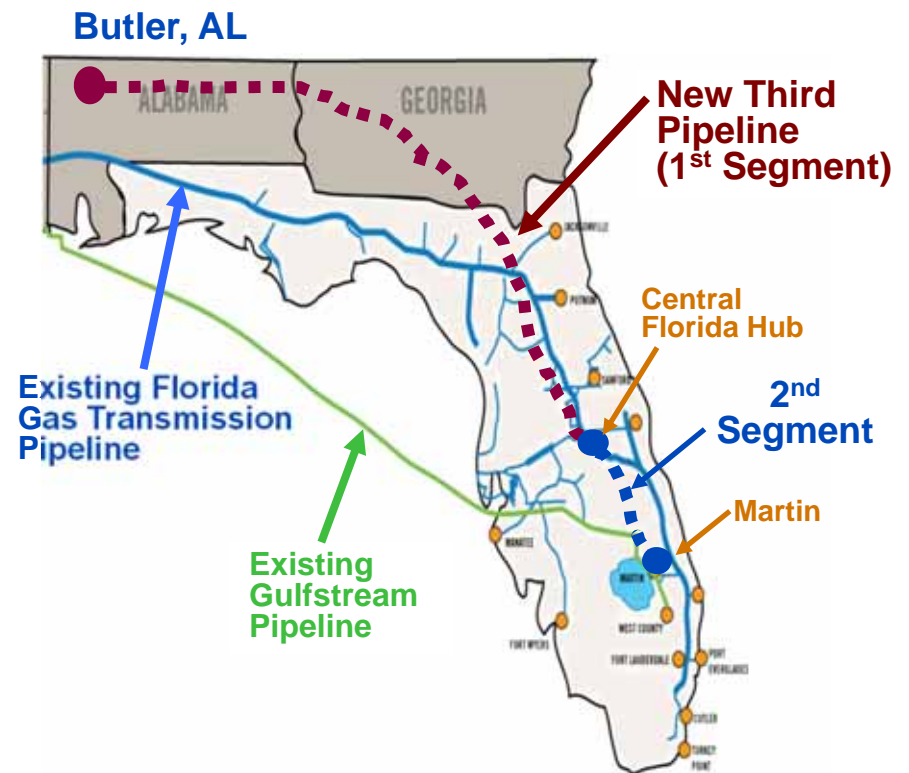 Butler, AL
ALABAMA
GEORGIA
New Third
Pipeline
(1st Segment)
JACKSONVILLE
PUTNAM
Central
Florida Hub
SANFORD
2nd
Segment
Existing Florida
Gas Transmission
Pipeline
Martin
MANATEE
Existing
Gulfstream
Pipeline
MARTIN
WEST COUNTY
FORT MYERS
FORT LAUDERDALE
PORT
EVERGLADES
CUTLER
TURKEY
POINT